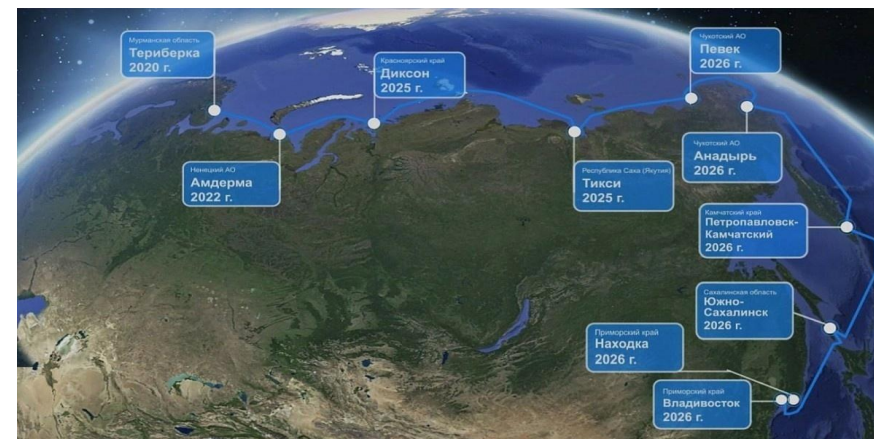 Мурманская область
Териберка
2020 г.
Красноярский край
Диксон
2025 г.
Чукотский АО
Певек
2026 г.
Ненецкий АО
Амдерма
2022 г.
Республика Саха (Якутия)
Тикси
2025 г.
Чукотский АО
Анадырь
2026 г.
Камчатский край
Петропавловск-
Камчатский
2026 г.
Сахалинская область
Южно-
Сахалинск
2026 г.
Приморский край
Находка
2026 г.
Приморский край
Владивосток
2026 г.